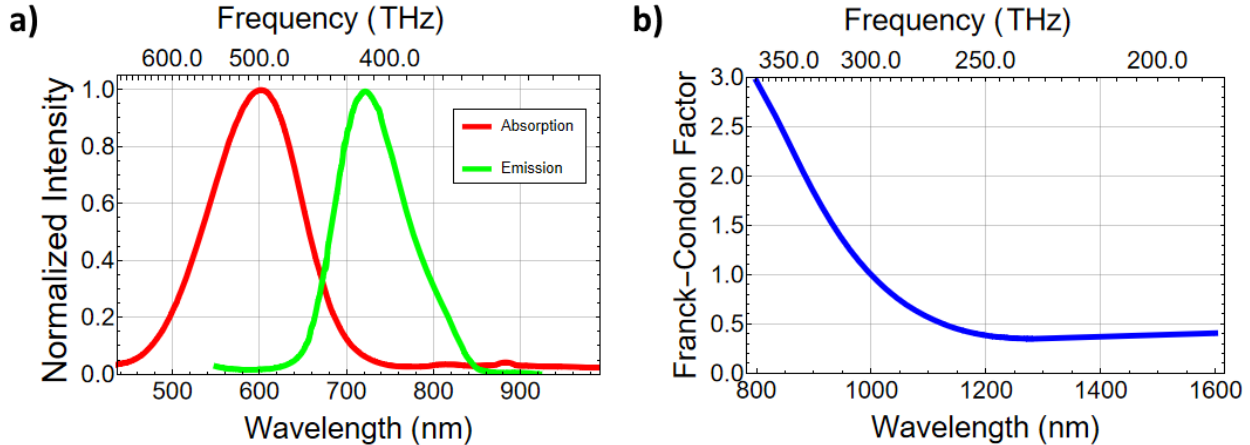 a)
Frequency (THz)
600.0 500.0 400.0
Normalized Intensity
1.0
0.8
0.6
0.4
0.2
0.0
Absorption
Emission
500 600 700 800 900
Wavelength (nm)
b)
Frequency (THz)
350.0 300.0 250.0 200.0
Franck-Condon Factor
3.0
2.5
2.0
1.5
1.0
0.5
0.0
800 1000 1200 1400 1600
Wavelength (nm)